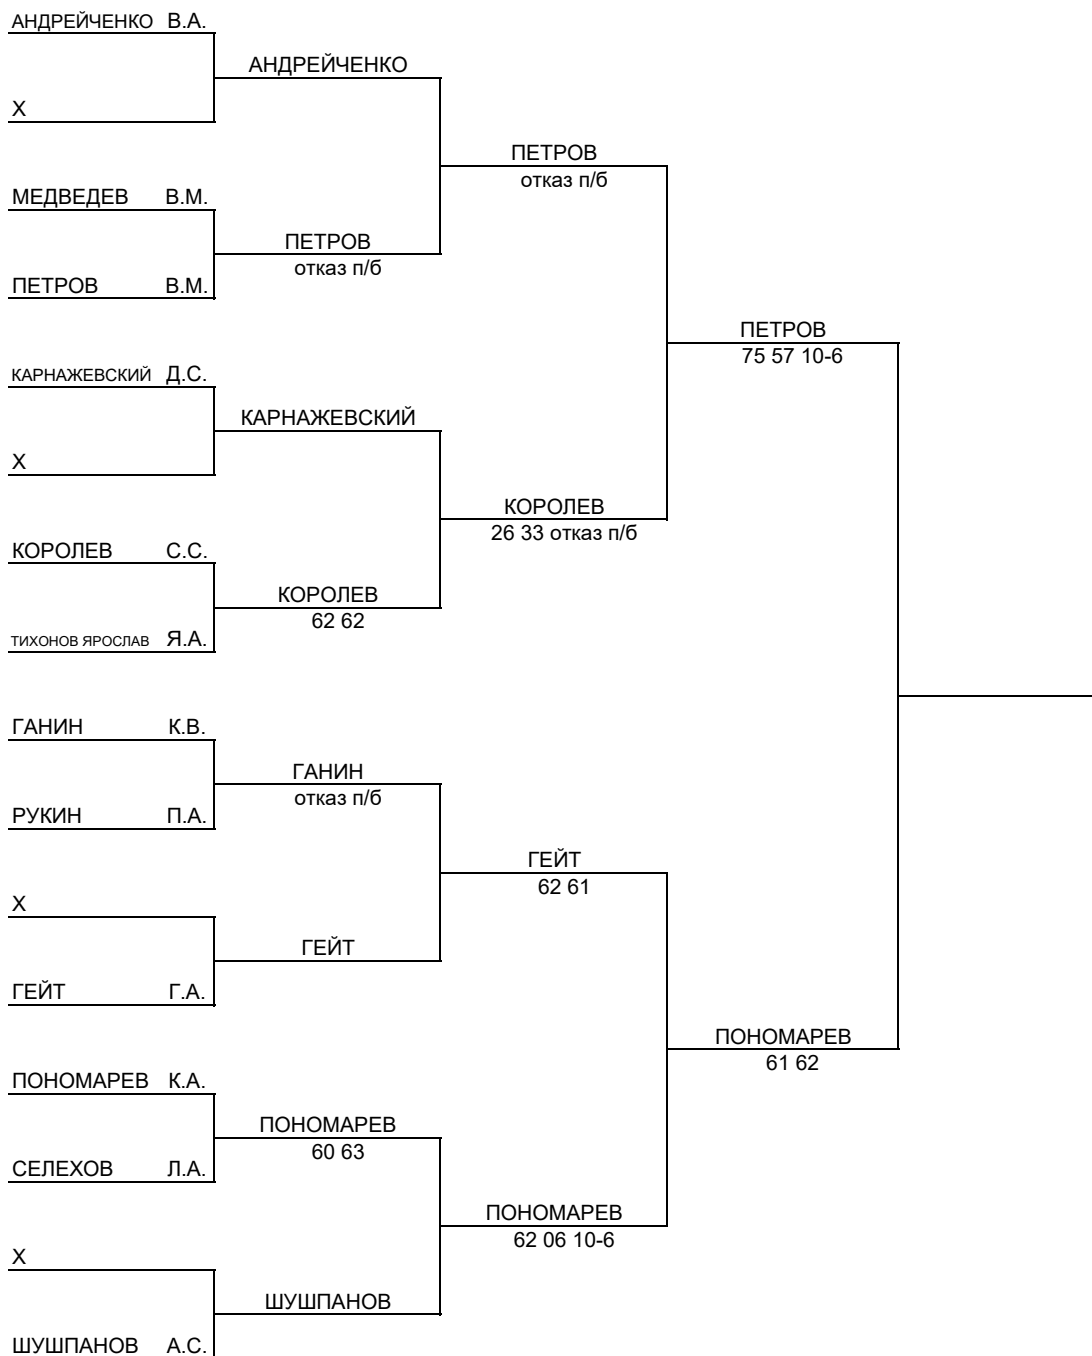 АНДРЕЙЧЕНКО В.А.
АНДРЕЙЧЕНКО
X
ПЕТРОВ
отказ п/б
МЕДВЕДЕВ В.М.
ПЕТРОВ
отказ п/б
ПЕТРОВ В.М.
ПЕТРОВ
75 57 10-6
КАРНАЖЕВСКИЙ Д.С.
КАРНАЖЕВСКИЙ
X
КОРОЛЕВ
26 33 отказ п/б
КОРОЛЕВ С.С.
КОРОЛЕВ
62 62
ТИХОНОВ ЯРОСЛАВ Я.А.
ГАНИН К.В.
ГАНИН
отказ п/б
РУКИН П.А.
ГЕЙТ
62 61
X
ГЕЙТ
ГЕЙТ Г.А.
ПОНОМАРЕВ
61 62
ПОНОМАРЕВ К.А.
ПОНОМАРЕВ
60 63
СЕЛЕХОВ Л.А.
ПОНОМАРЕВ
62 06 10-6
X
ШУШПАНОВ
ШУШПАНОВ А.С.